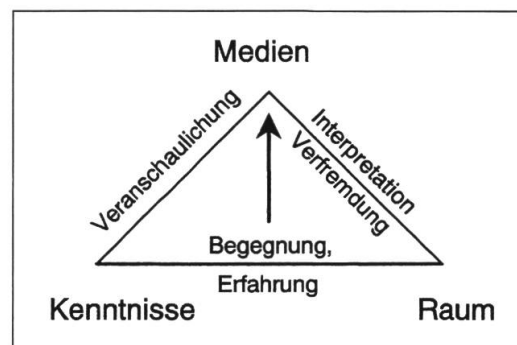 Medien
Veranschaulichung
Interpretation
Verfremdung
Begegnung,
Erfahrung
Kenntnisse
Raum